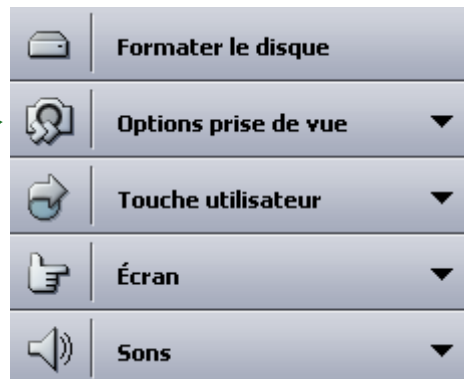 Formater le disque
Options prise de vue
Touche utilisateur
Écran
Sons